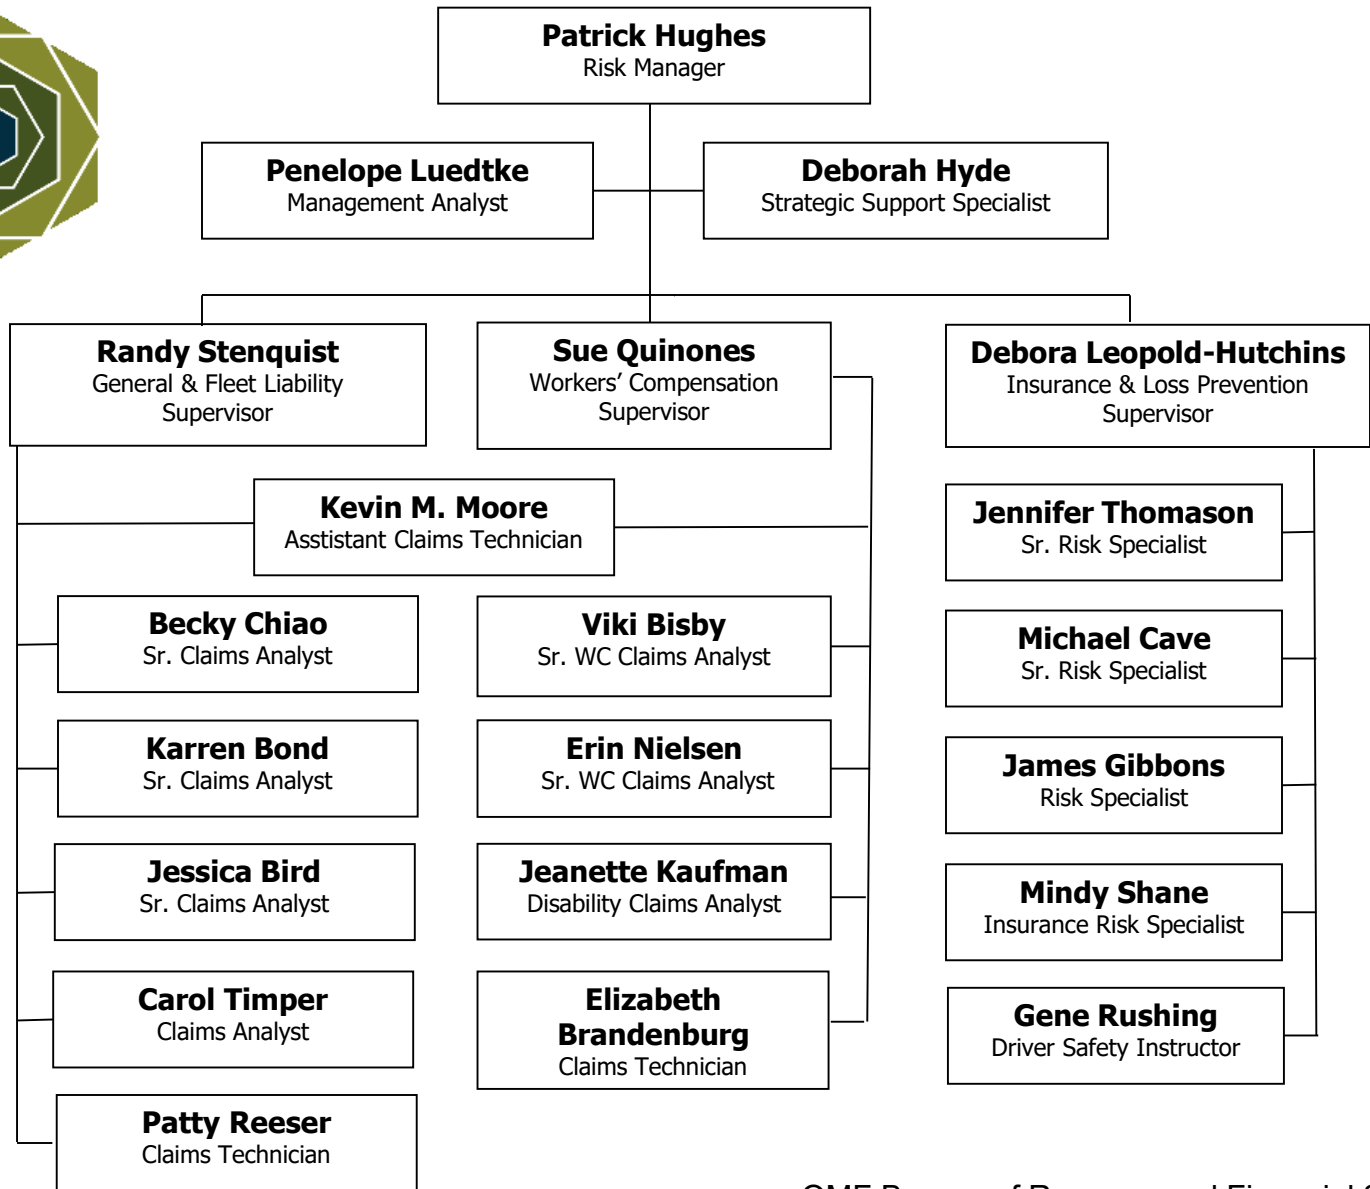 Patrick Hughes
Risk Manager
Penelope Luedtke
Management Analyst
Deborah Hyde
Strategic Support Specialist
Randy Stenquist
General & Fleet Liability
Supervisor
Sue Quinones
Workers’ Compensation
Supervisor
Debora Leopold-Hutchins
Insurance & Loss Prevention
Supervisor
Kevin M. Moore
Asstistant Claims Technician
Jennifer Thomason
Sr. Risk Specialist
Becky Chiao
Sr. Claims Analyst
Viki Bisby
Sr. WC Claims Analyst
Michael Cave
Sr. Risk Specialist
Karren Bond
Sr. Claims Analyst
Erin Nielsen
Sr. WC Claims Analyst
James Gibbons
Risk Specialist
Jessica Bird
Sr. Claims Analyst
Jeanette Kaufman
Disability Claims Analyst
Mindy Shane
Insurance Risk Specialist
Carol Timper
Claims Analyst
Elizabeth
Brandenburg
Claims Technician
Gene Rushing
Driver Safety Instructor
Patty Reeser
Claims Technician